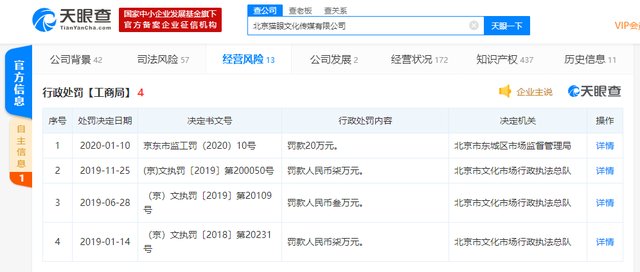 天眼查
TianYanCha.com
国家中小企业发展基金旗下
官方备案企业征信机构
查公司 查老板 查关系
北京猫眼文化传媒有限公司
天眼一下
VIP会
官方信息
自主信息
1
公司背景 42 司法风险 57 经营风险 13 公司发展 2 经营状况 172 知识产权 437 历史信息 11
行政处罚【工商局】 4
企业主说 天眼查
序号 处罚决定日期 决定书文号 行政处罚内容 决定机关 操作
1 2020-01-10 京东市监工罚（2020）10号 罚款20万元。 北京市东城区市场监督管理局 详情
2 2019-11-25 (京)文执罚【2019】第200050号 罚款人民币柒万元。 北京市文化市场行政执法总队 详情
3 2019-06-28 （京）文执罚【2019】第20109号 罚款人民币叁万元。 北京市文化市场行政执法总队 详情
4 2019-01-14 （京）文执罚【2018】第20231号 罚款人民币柒万元。 北京市文化市场行政执法总队 详情